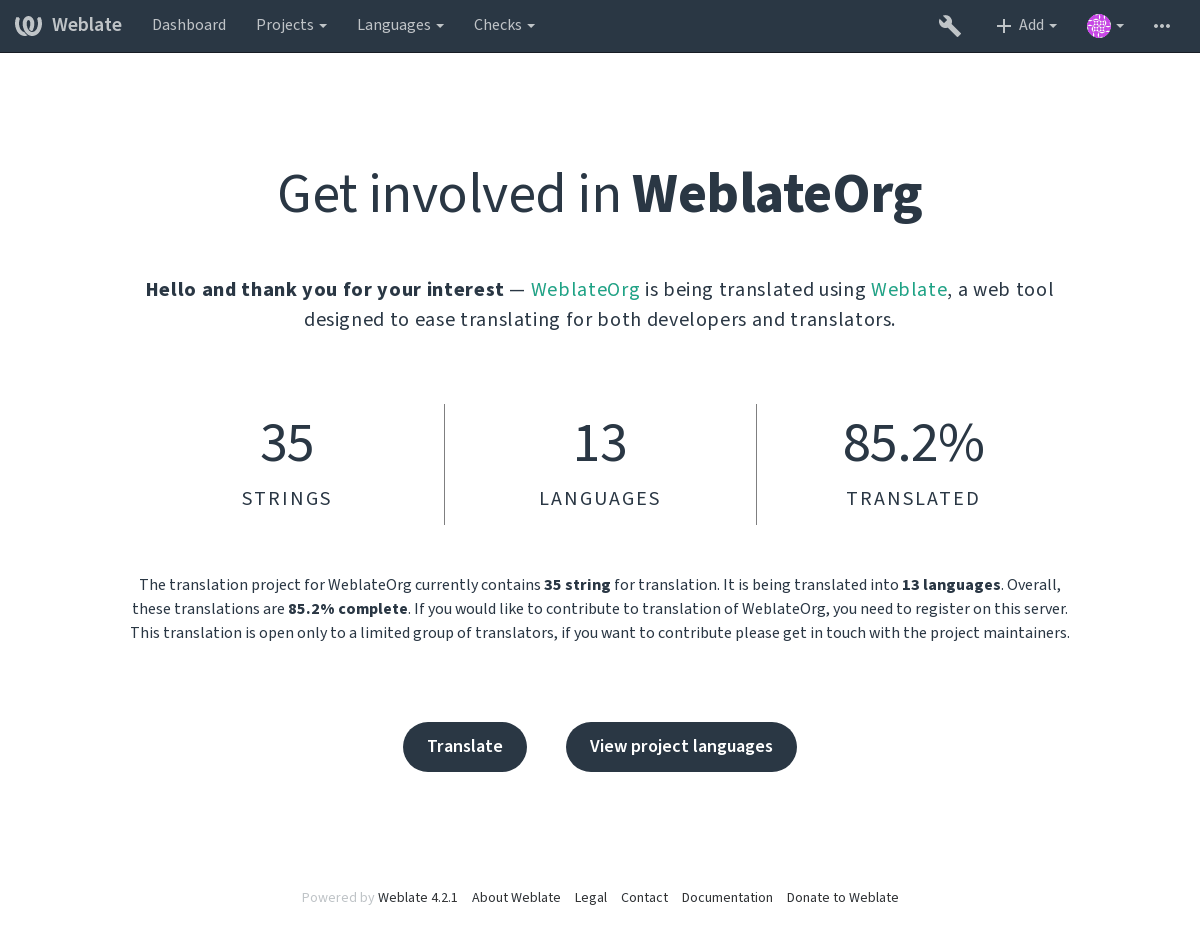 Weblate Dashboard Projects Languages Checks Add
Get involved in WeblateOrg
Hello and thank you for your interest — WeblateOrg is being translated using Weblate, a web tool
designed to ease translating for both developers and translators.
35 13 85.2%
STRINGS LANGUAGES TRANSLATED
The translation project for WeblateOrg currently contains 35 string for translation. It is being translated into 13 languages. Overall,
these translations are 85.2% complete. If you would like to contribute to translation of WeblateOrg, you need to register on this server.
This translation is open only to a limited group of translators, if you want to contribute please get in touch with the project maintainers.
Translate View project languages
Powered by Weblate 4.2.1 About Weblate Legal Contact Documentation Donate to Weblate